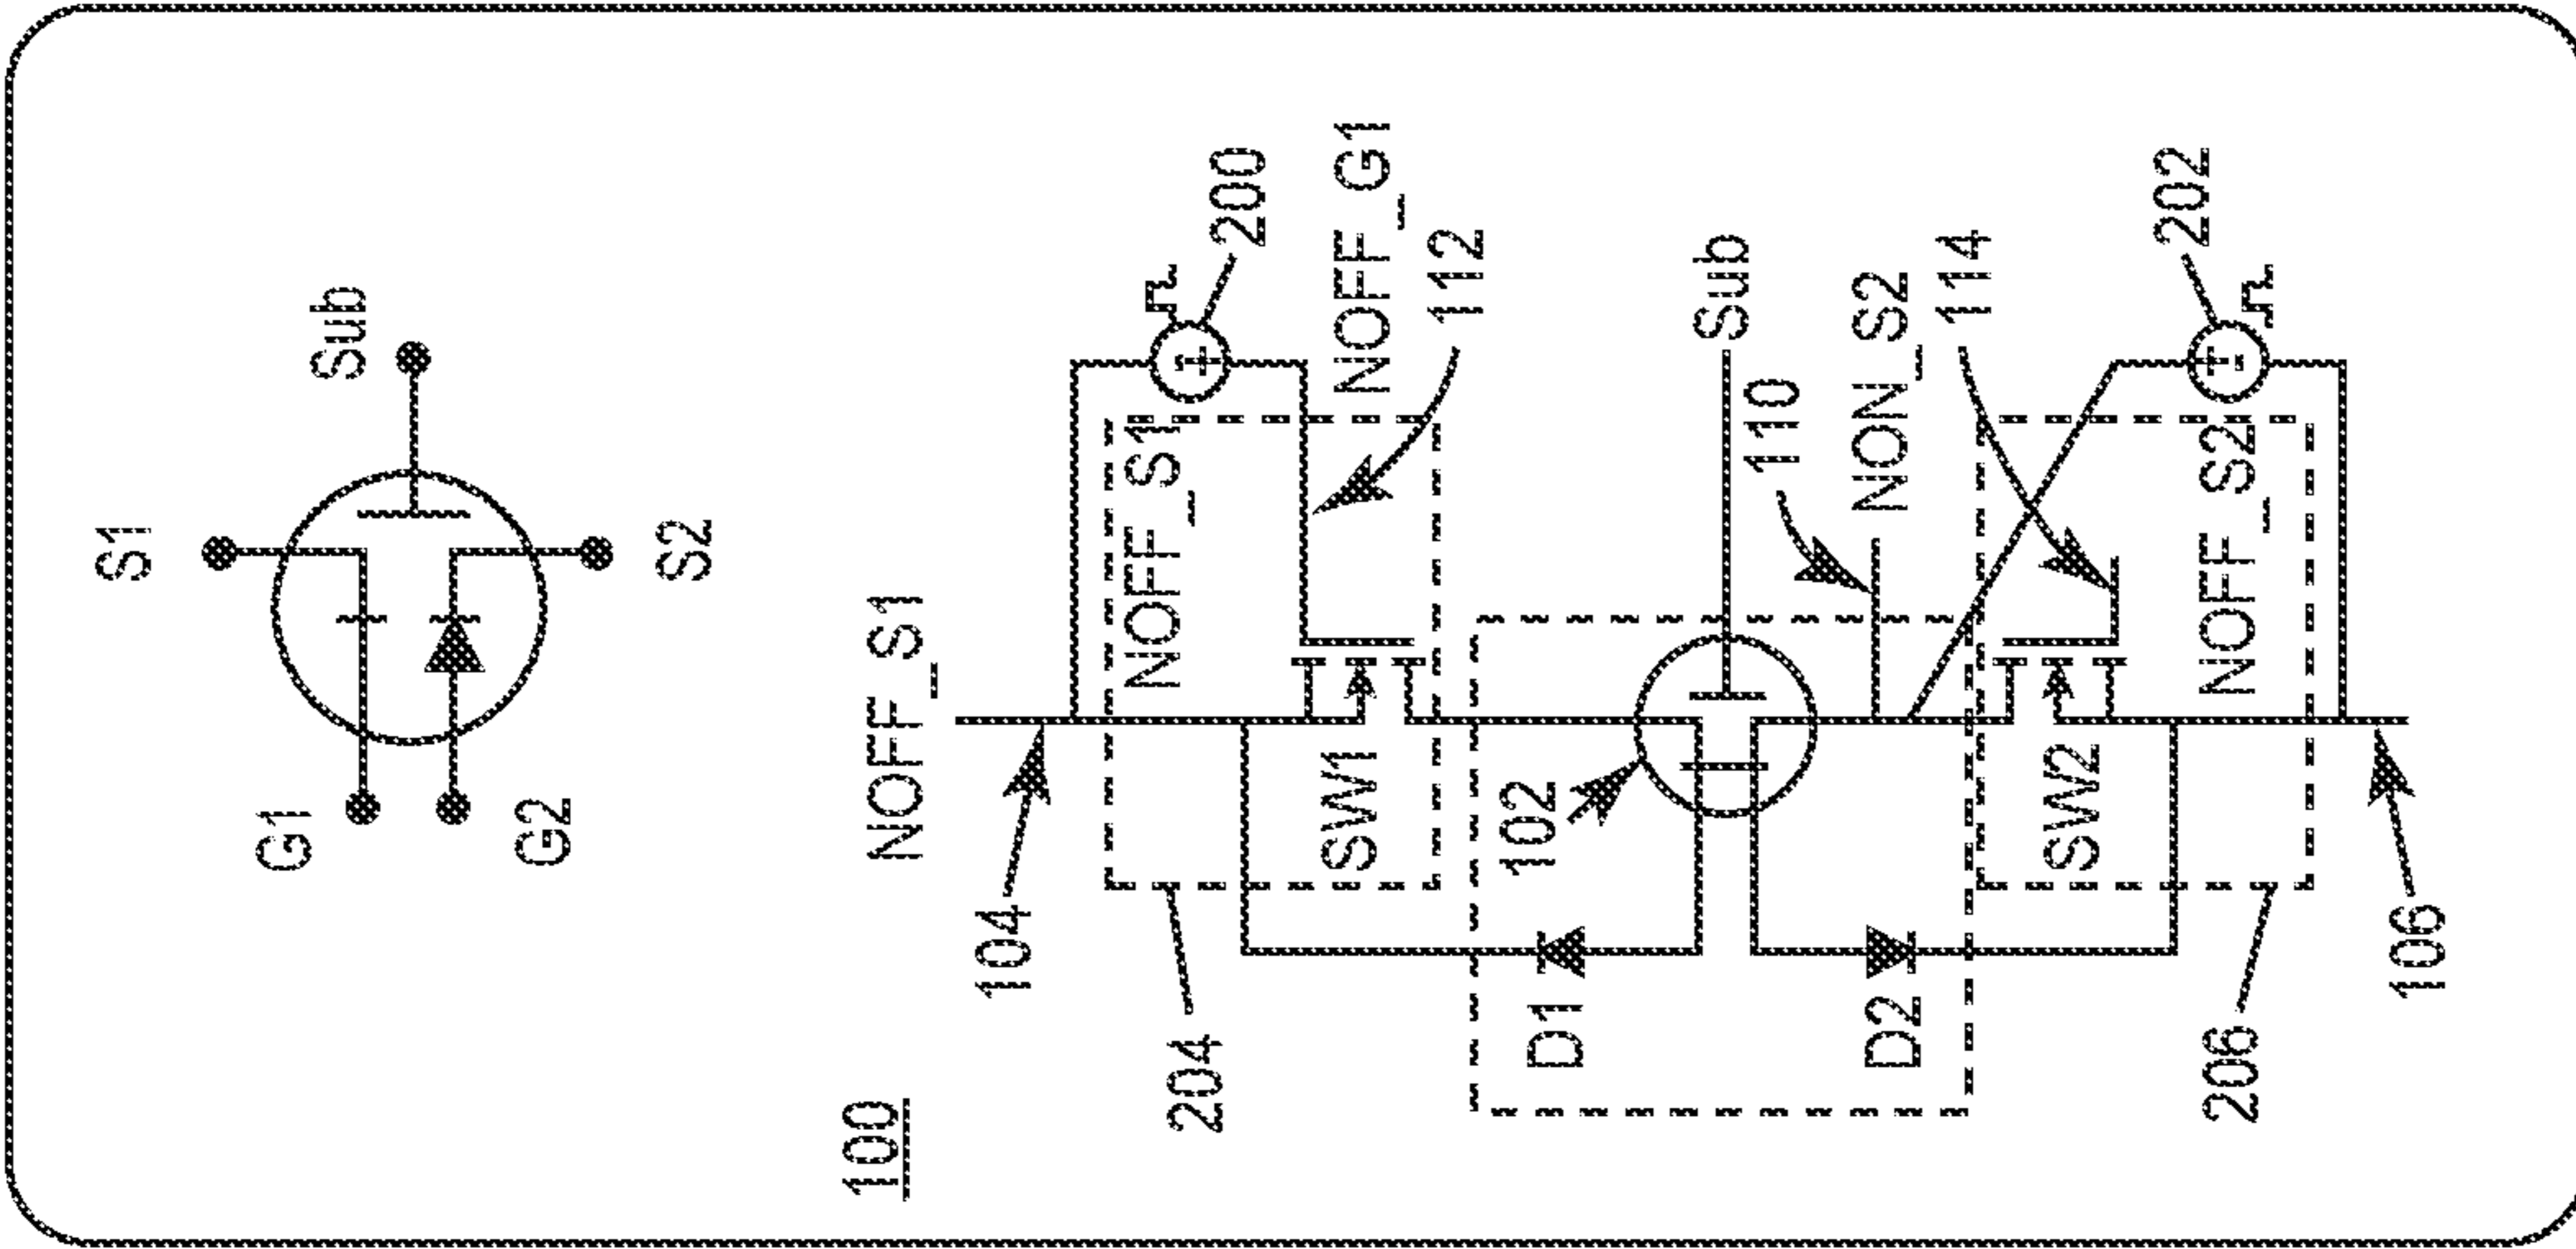 S1
Sub
G1
G2
S2
100
NOFF_S1
104
NOFF_S1
200
204
SW1
NOFF_G1
112
D1
102
Sub
110
D2
NON_S2
114
SW2
202
206
NOFF_S2
106